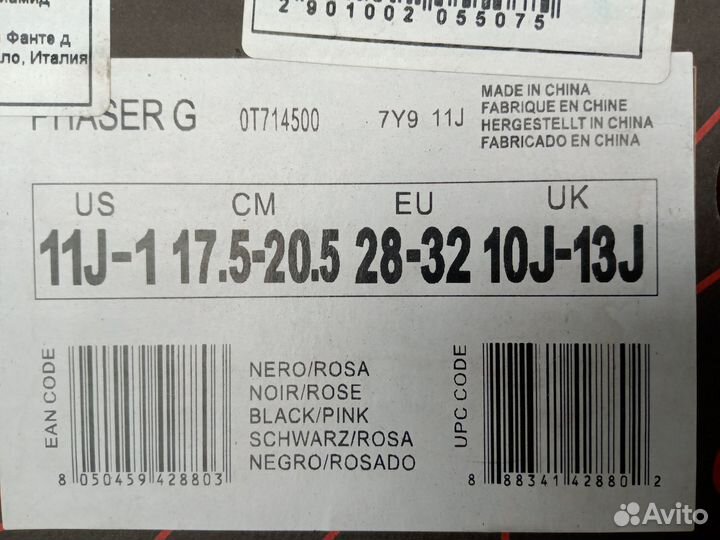 Фанте д
ло, Италия
2 901002 055075
PHASER G 0T714500 7Y9 11J
MADE IN CHINA
FABRIQUE EN CHINE
HERGESTELLT IN CHINA
FABRICADO EN CHINA
US CM EU UK
11J-1 17.5-20.5 28-32 10J-13J
EAN CODE
8 050459 428803
NERO/ROSA
NOIR/ROSE
BLACK/PINK
SCHWARZ/ROSA
NEGRO/ROSADO
UPC CODE
8 88341 42880 2
Avito